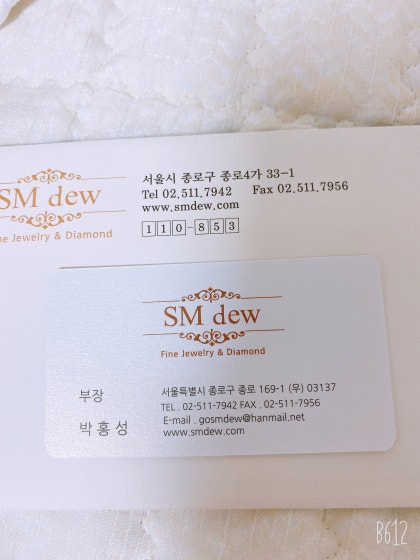 SM dew
ne Jewelry & Diamond
서울시 종로구 종로4가 33-1
Tel 02.511.7942 Fax 02.511.7956
www.smdew.com
110-853
SM dew
Fine Jewelry & Diamond
부장
박홍성
서울특별시 종로구 종로 169-1 (우) 03137
TEL . 02-511-7942 FAX . 02-511-7956
E-mail . gosmdew@hanmail.net
www.smdew.com
B612